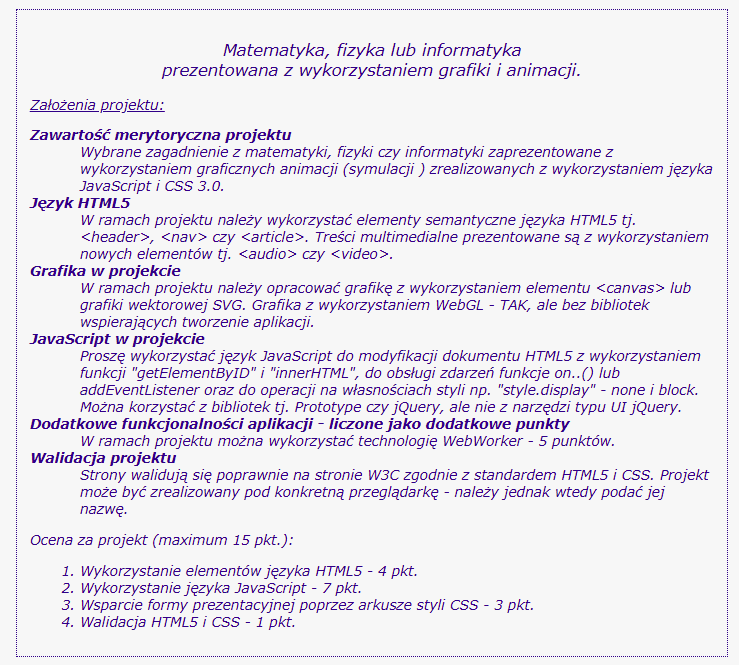 Matematyka, fizyka lub informatyka
prezentowana z wykorzystaniem grafiki i animacji.
Założenia projektu:
Zawartość merytoryczna projektu
Wybrane zagadnienie z matematyki, fizyki czy informatyki zaprezentowane z
wykorzystaniem graficznych animacji (symulacji ) zrealizowanych z wykorzystaniem języka
JavaScript i CSS 3.0.
Język HTML5
W ramach projektu należy wykorzystać elementy semantyczne języka HTML5 tj.
<header>, <nav> czy <article>. Treści multimedialne prezentowane są z wykorzystaniem
nowych elementów tj. <audio> czy <video>.
Grafika w projekcie
W ramach projektu należy opracować grafikę z wykorzystaniem elementu <canvas> lub
grafiki wektorowej SVG. Grafika z wykorzystaniem WebGL - TAK, ale bez bibliotek
wspierających tworzenie aplikacji.
JavaScript w projekcie
Proszę wykorzystać język JavaScript do modyfikacji dokumentu HTML5 z wykorzystaniem
funkcji "getElementByID" i "innerHTML", do obsługi zdarzeń funkcje on..() lub
addEventListener oraz do operacji na własnościach styli np. "style.display" - none i block.
Można korzystać z bibliotek tj. Prototype czy jQuery, ale nie z narzędzi typu UI jQuery.
Dodatkowe funkcjonalności aplikacji - liczone jako dodatkowe punkty
W ramach projektu można wykorzystać technologię WebWorker - 5 punktów.
Walidacja projektu
Strony walidują się poprawnie na stronie W3C zgodnie z standardem HTML5 i CSS. Projekt
może być zrealizowany pod konkretną przeglądarkę - należy jednak wtedy podać jej
nazwę.
Ocena za projekt (maximum 15 pkt.):
1. Wykorzystanie elementów języka HTML5 - 4 pkt.
2. Wykorzystanie języka JavaScript - 7 pkt.
3. Wsparcie formy prezentacyjnej poprzez arkusze styli CSS - 3 pkt.
4. Walidacja HTML5 i CSS - 1 pkt.